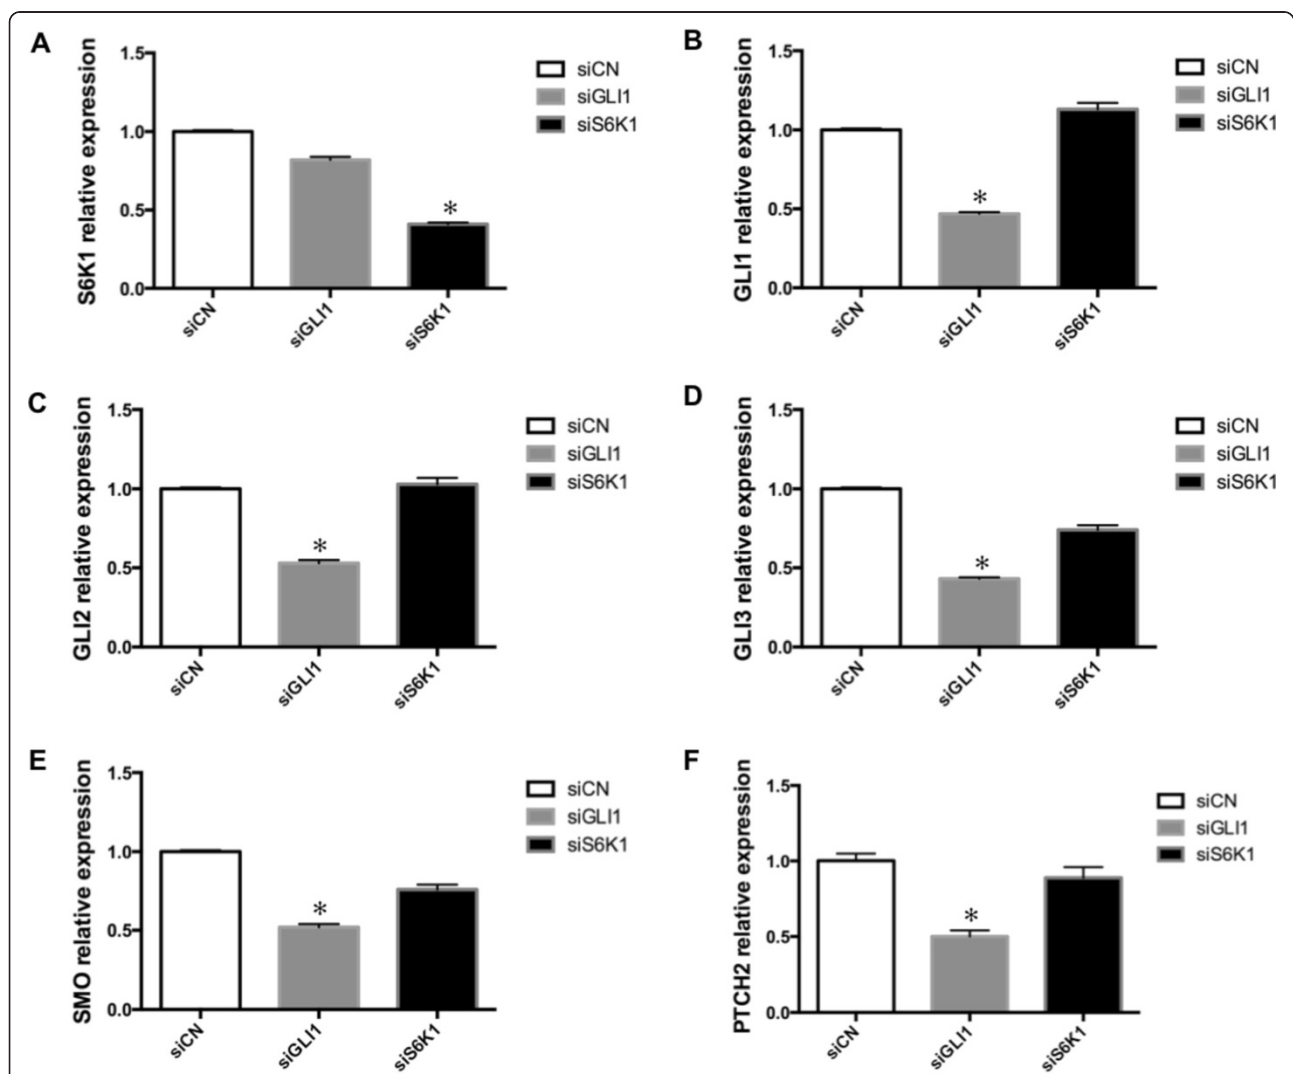 A
S6K1 relative expression
1.5
1.0
0.5
0.0
siCN
siGLI1
siS6K1
*
siCN
siGLI1
siS6K1
B
GLI1 relative expression
1.5
1.0
0.5
0.0
siCN
siGLI1
siS6K1
*
siCN
siGLI1
siS6K1
C
GLI2 relative expression
1.5
1.0
0.5
0.0
siCN
siGLI1
siS6K1
*
siCN
siGLI1
siS6K1
D
GLI3 relative expression
1.5
1.0
0.5
0.0
siCN
siGLI1
siS6K1
*
siCN
siGLI1
siS6K1
E
SMO relative expression
1.5
1.0
0.5
0.0
siCN
siGLI1
siS6K1
*
siCN
siGLI1
siS6K1
F
PTCH2 relative expression
1.5
1.0
0.5
0.0
siCN
siGLI1
siS6K1
*
siCN
siGLI1
siS6K1